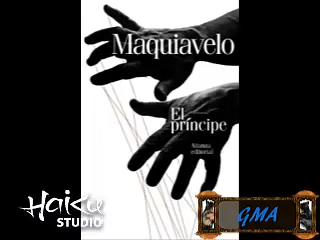 Maquiavelo
El
príncipe
Alianza
editorial
Haiku
STUDIO
GMA